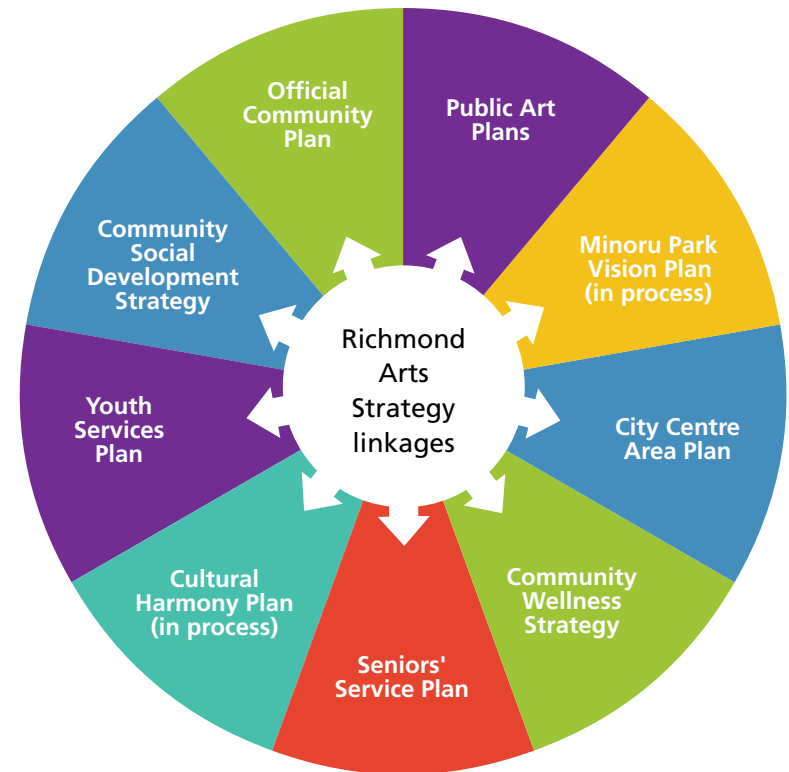 Official
Community
Plan
Public Art
Plans
Minoru Park
Vision Plan
(in process)
City Centre
Area Plan
Community
Wellness
Strategy
Seniors'
Service Plan
Cultural
Harmony Plan
(in process)
Youth
Services
Plan
Community
Social
Development
Strategy
Richmond
Arts
Strategy
linkages